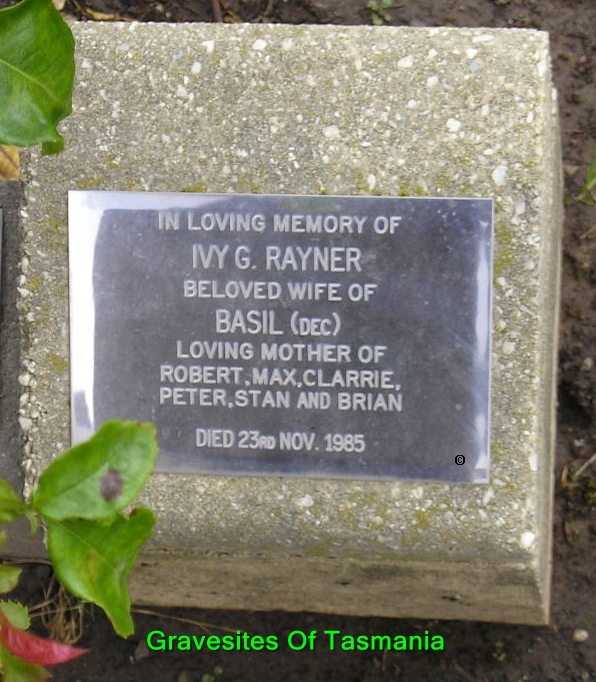 IN LOVING MEMORY OF
IVY G. RAYNER
BELOVED WIFE OF
BASIL (DEC)
LOVING MOTHER OF
ROBERT, MAX, CLARRIE,
PETER, STAN AND BRIAN
DIED 23RD NOV. 1985
©
Gravesites Of Tasmania